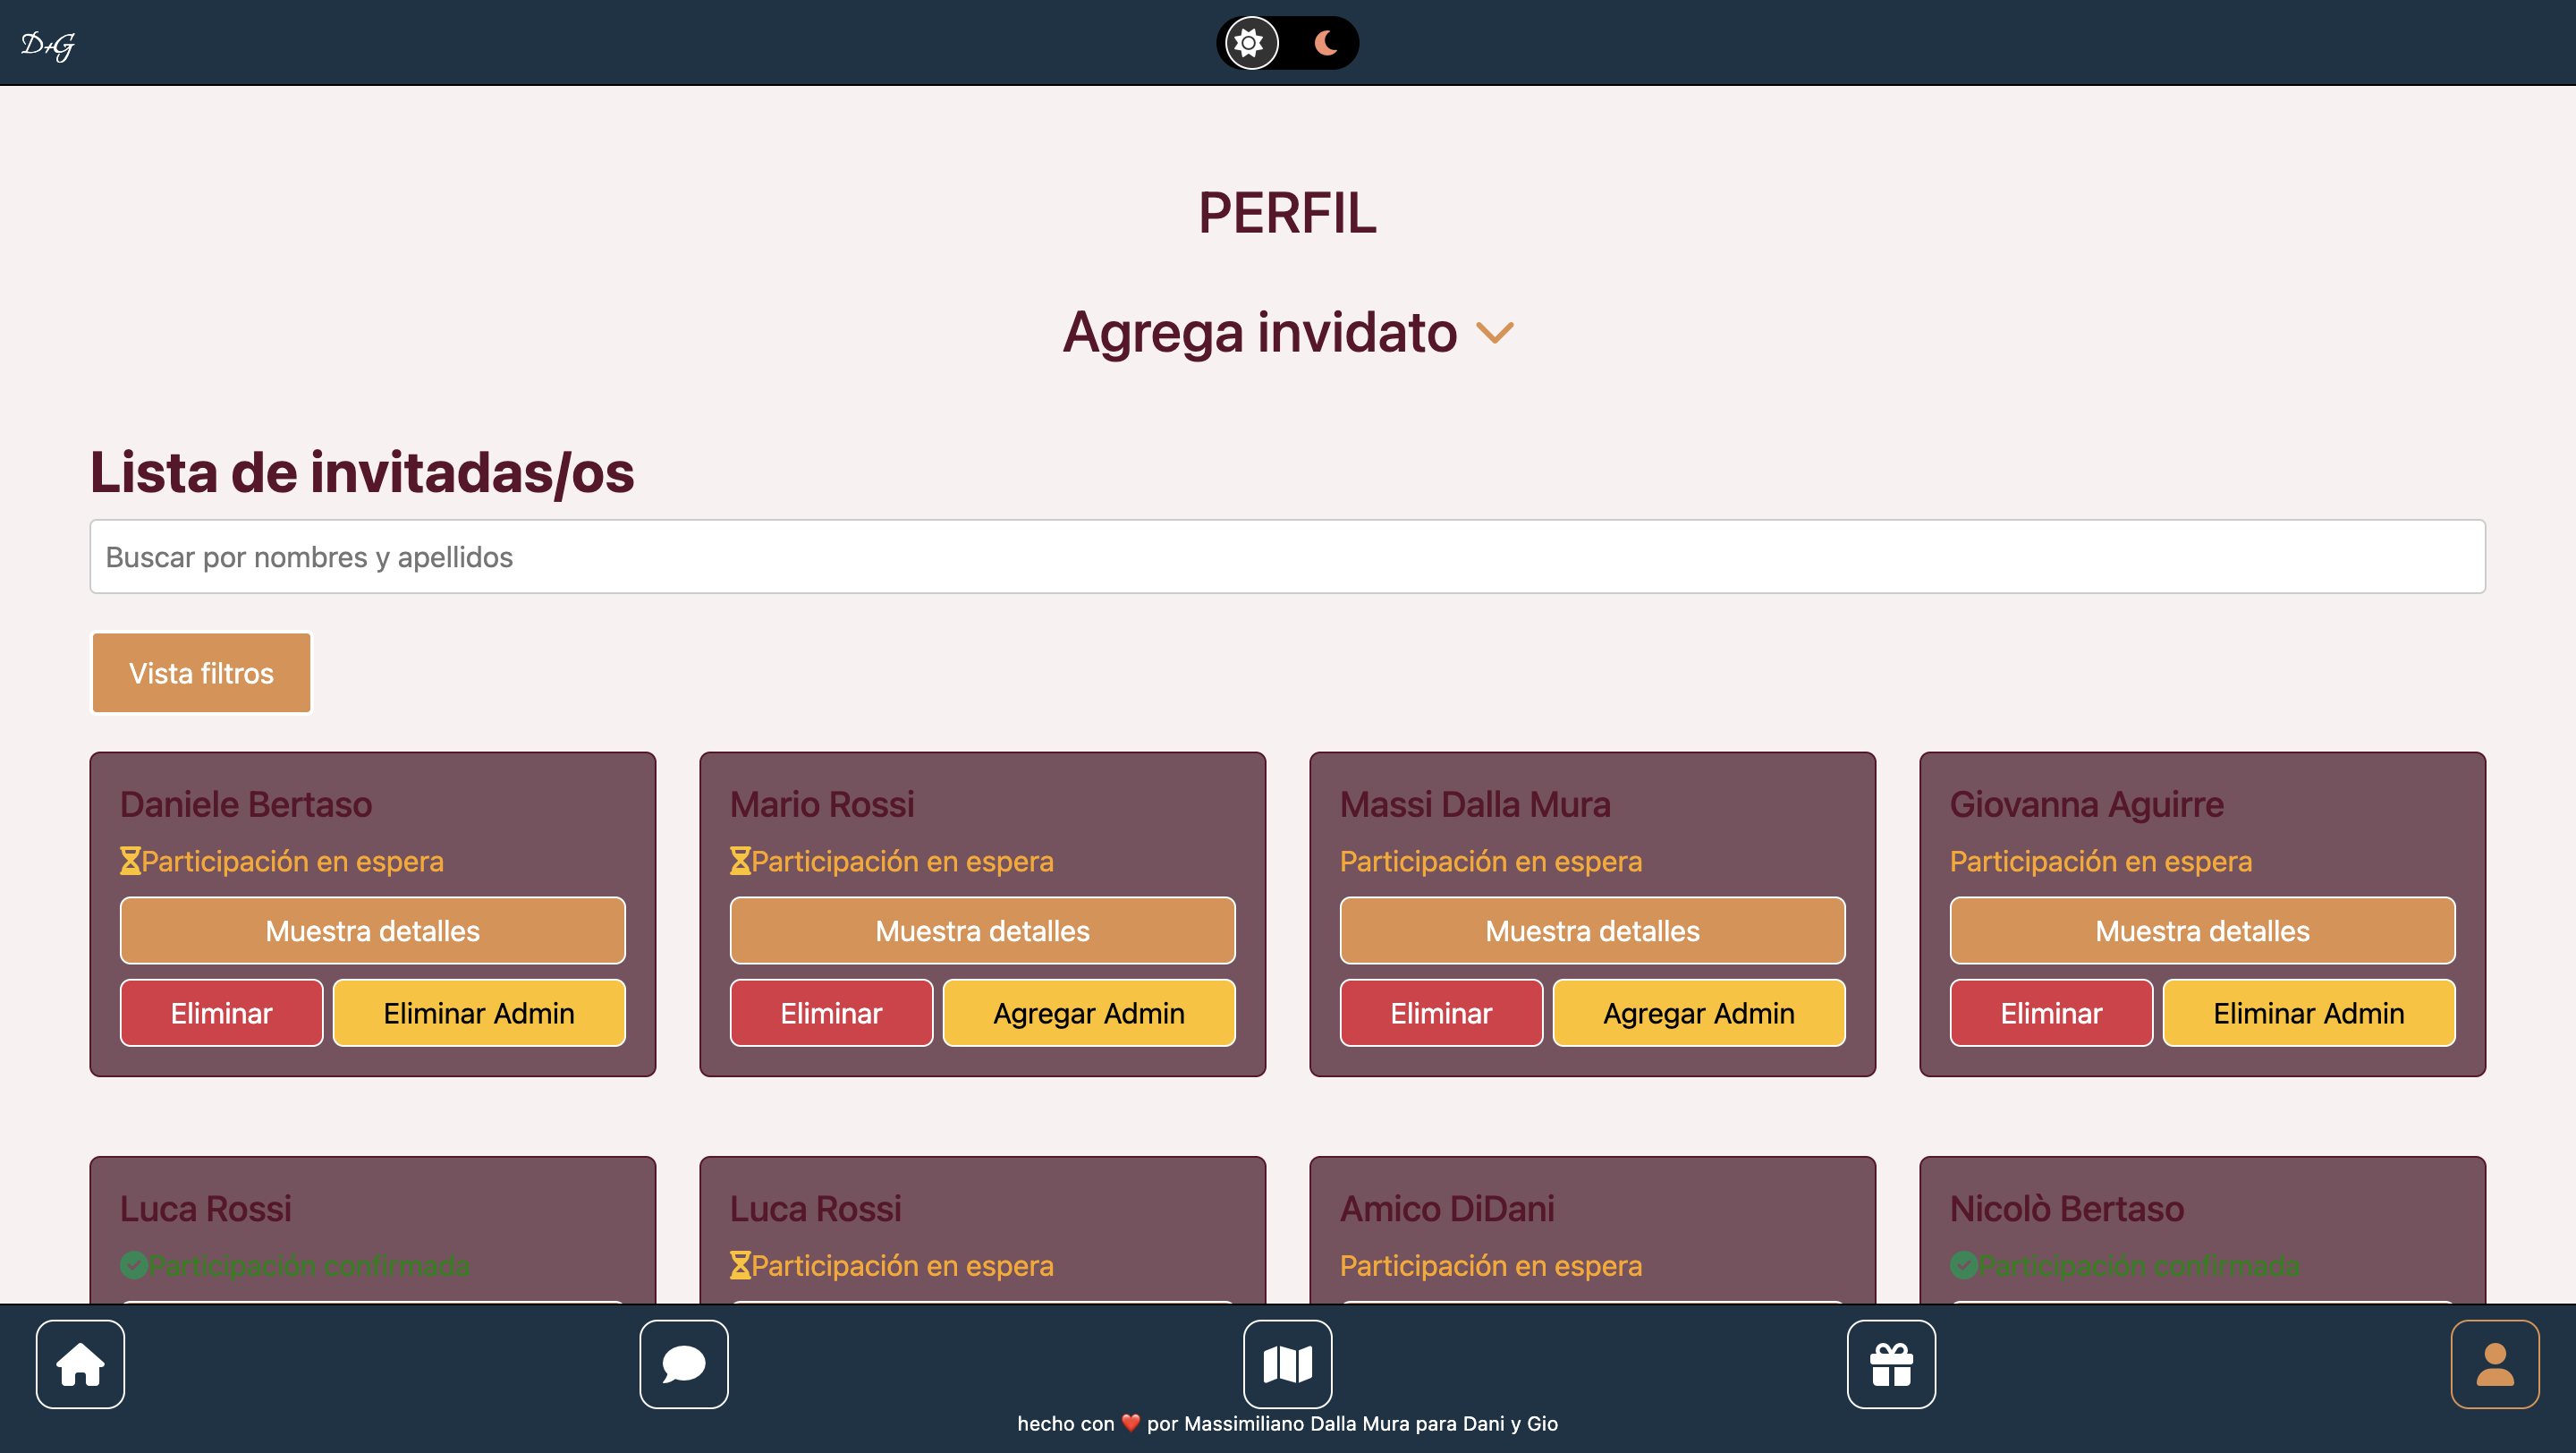 D+G
PERFIL
Agrega invidato
Lista de invitadas/os
Buscar por nombres y apellidos
Vista filtros
Daniele Bertaso
Participación en espera
Muestra detalles
Eliminar
Eliminar Admin
Mario Rossi
Participación en espera
Muestra detalles
Eliminar
Agregar Admin
Massi Dalla Mura
Participación en espera
Muestra detalles
Eliminar
Agregar Admin
Giovanna Aguirre
Participación en espera
Muestra detalles
Eliminar
Eliminar Admin
Luca Rossi
Participación confirmada
Luca Rossi
Participación en espera
Amico DiDani
Participación en espera
Nicolò Bertaso
Participación confirmada
hecho con ❤️ por Massimiliano Dalla Mura para Dani y Gio